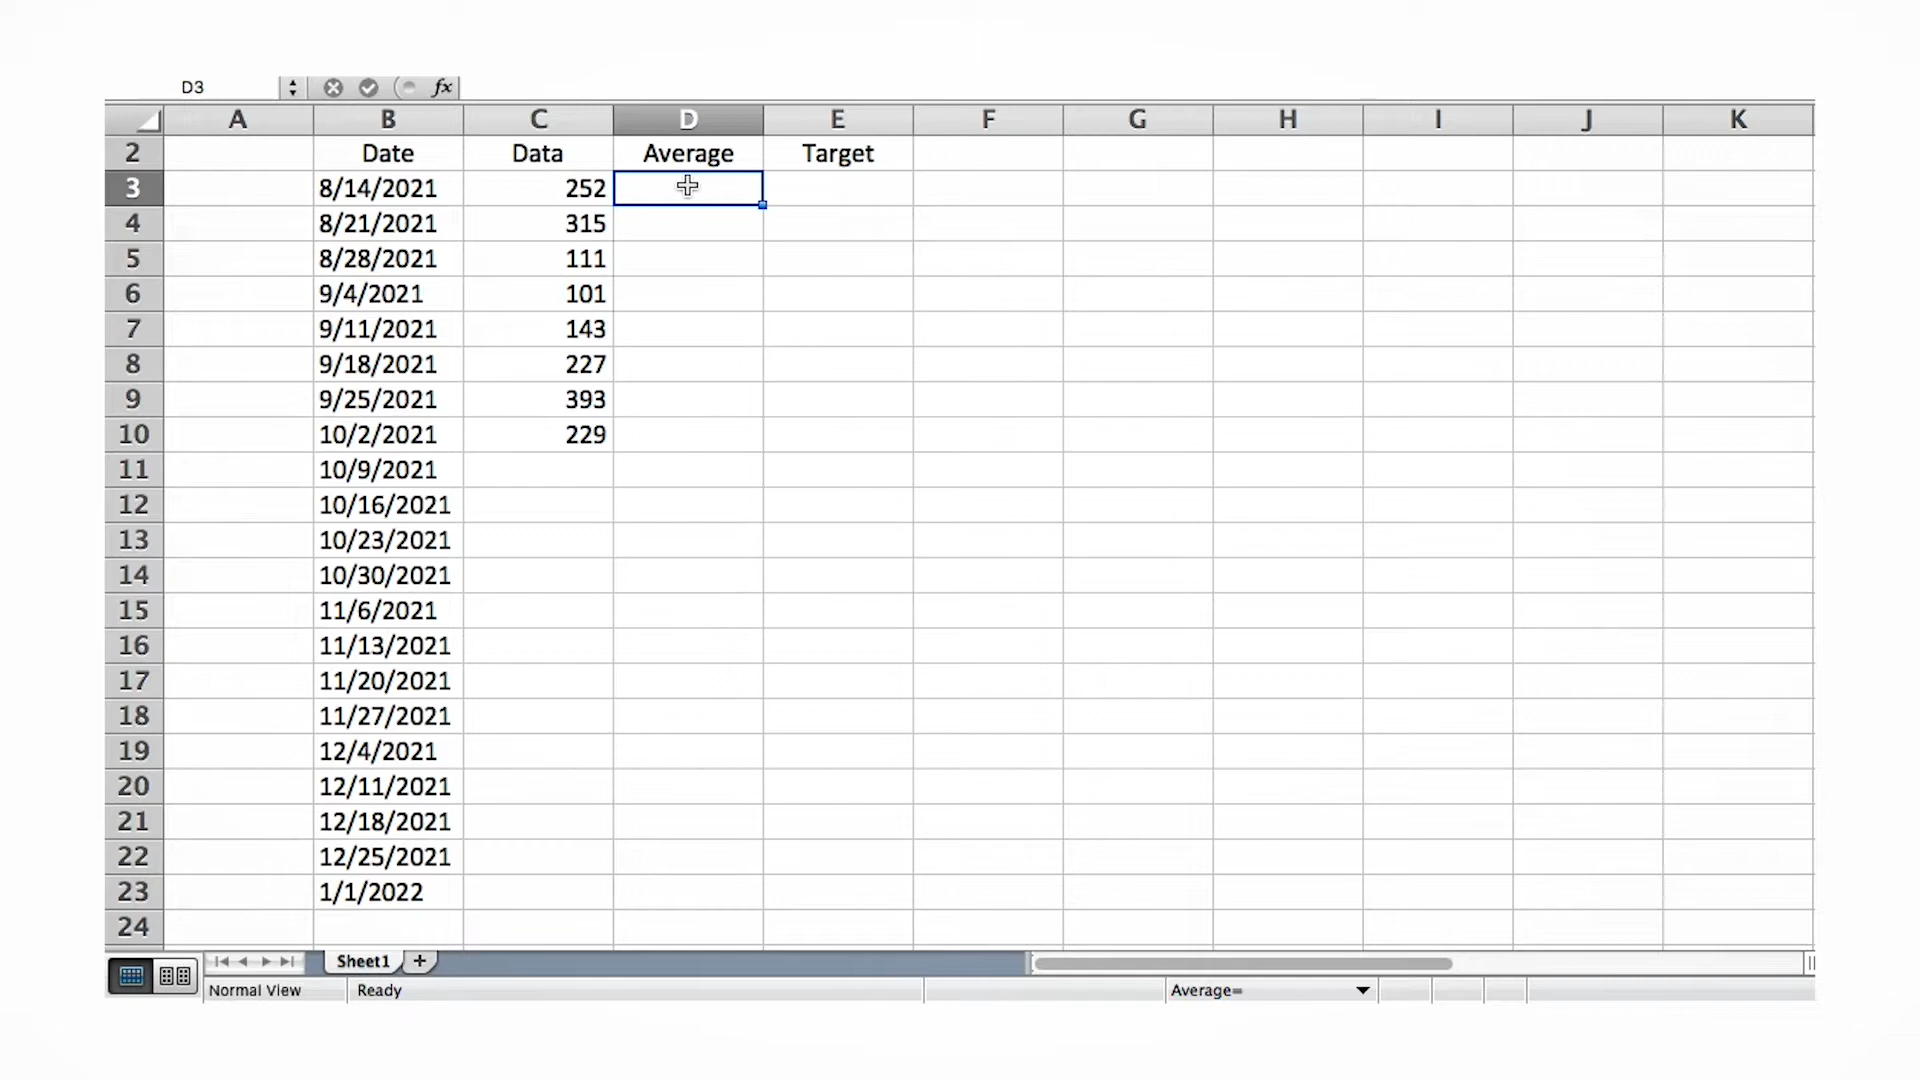 D3 fx
A B C D E F G H I J K
2 Date Data Average Target
3 8/14/2021 252
4 8/21/2021 315
5 8/28/2021 111
6 9/4/2021 101
7 9/11/2021 143
8 9/18/2021 227
9 9/25/2021 393
10 10/2/2021 229
11 10/9/2021
12 10/16/2021
13 10/23/2021
14 10/30/2021
15 11/6/2021
16 11/13/2021
17 11/20/2021
18 11/27/2021
19 12/4/2021
20 12/11/2021
21 12/18/2021
22 12/25/2021
23 1/1/2022
24
Sheet1 +
Normal View Ready Average=